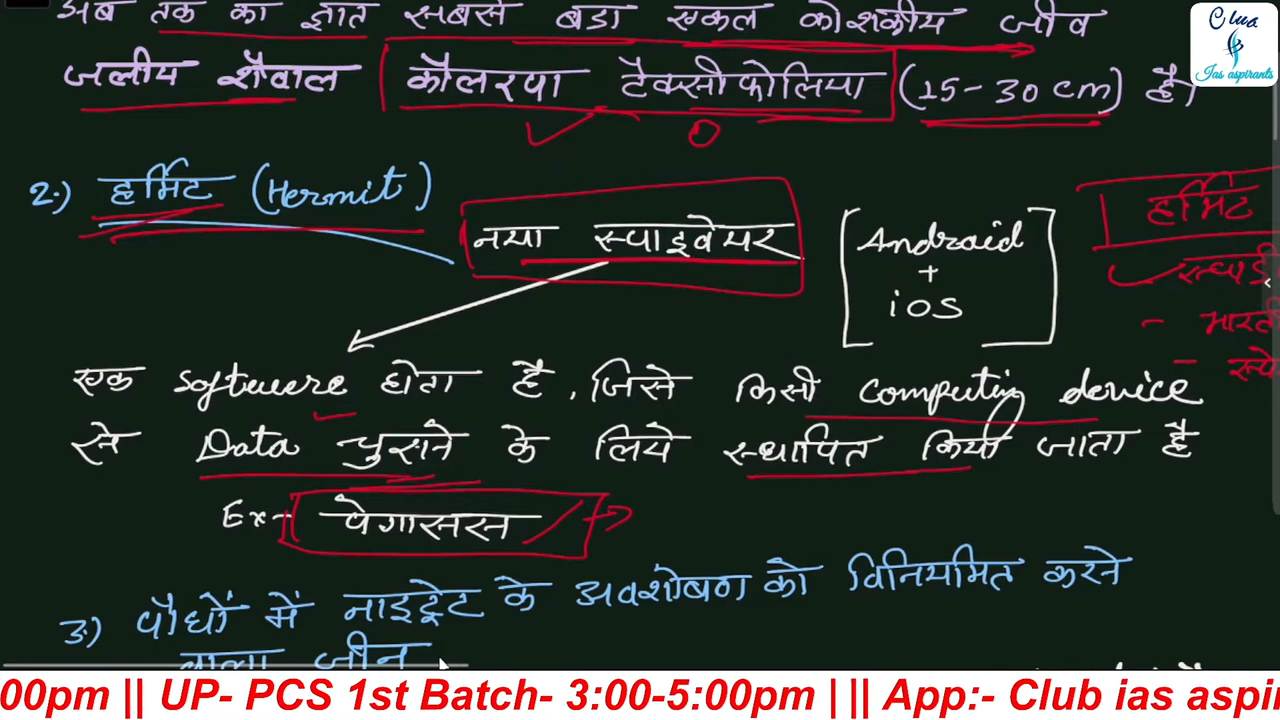 अब तक का ज्ञात सबसे बडा एकल कोशकीय जीव
जलीय शैवाल कौलरपा टैक्सीफोलिया (15-30 cm) है।
2.) हर्मिट (Hermit)
नया स्पाइवेयर
[Android
+
iOS]
हर्मिट
एक software होता है, जिसे किसी computing device
से Data चुराने के लिये स्थापित किया जाता है
Ex- पेगासस
3.) पौधों में नाइट्रेट के अवशोषण को विनियमित करने
वाला जीन
Club
Ias aspirants
00pm || UP- PCS 1st Batch- 3:00-5:00pm | || App:- Club ias aspi